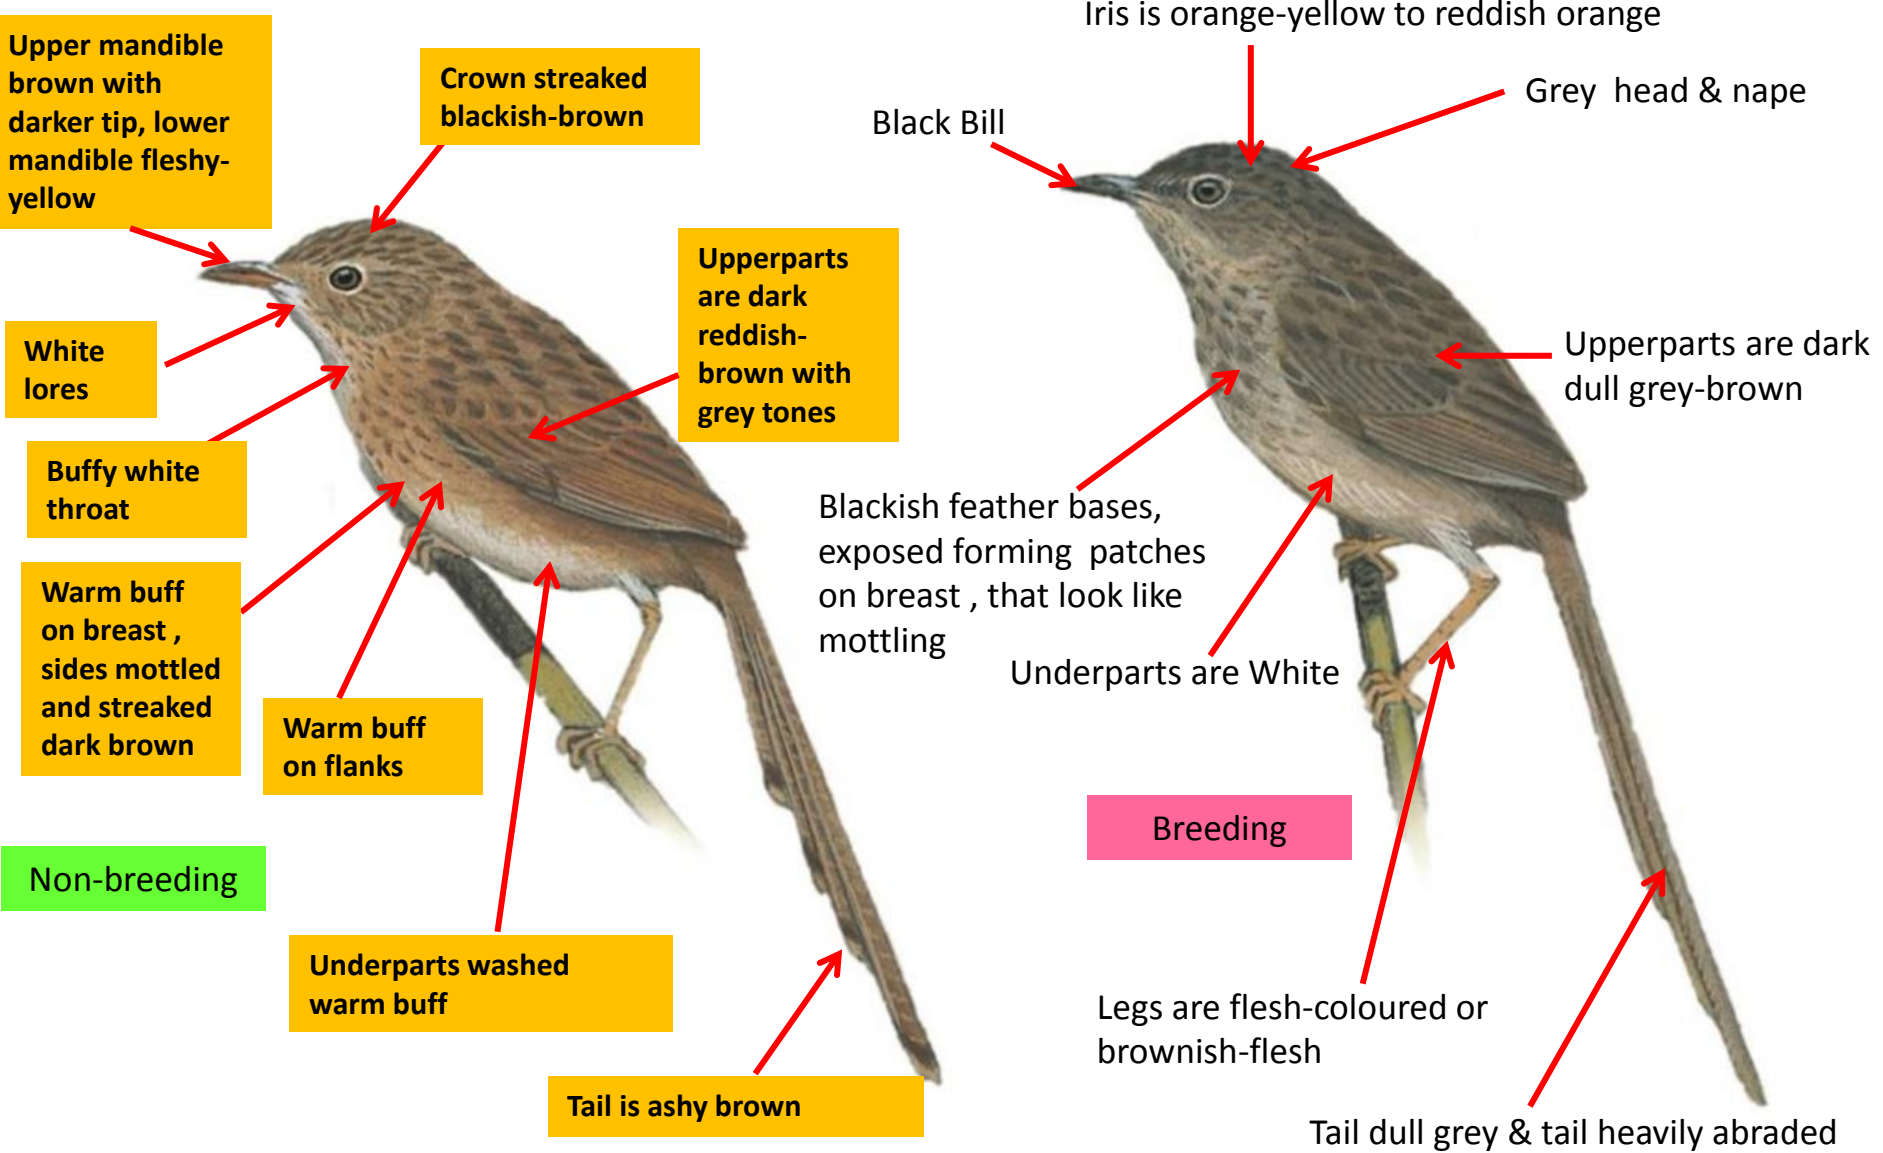 Upper mandible
brown with
darker tip, lower
mandible fleshy-
yellow
Crown streaked
blackish-brown
Upperparts
are dark
reddish-
brown with
grey tones
White
lores
Buffy white
throat
Warm buff
on breast ,
sides mottled
and streaked
dark brown
Warm buff
on flanks
Non-breeding
Underparts washed
warm buff
Tail is ashy brown
Iris is orange-yellow to reddish orange
Grey  head & nape
Black Bill
Upperparts are dark
dull grey-brown
Blackish feather bases,
exposed forming  patches
on breast , that look like
mottling
Underparts are White
Breeding
Legs are flesh-coloured or
brownish-flesh
Tail dull grey & tail heavily abraded